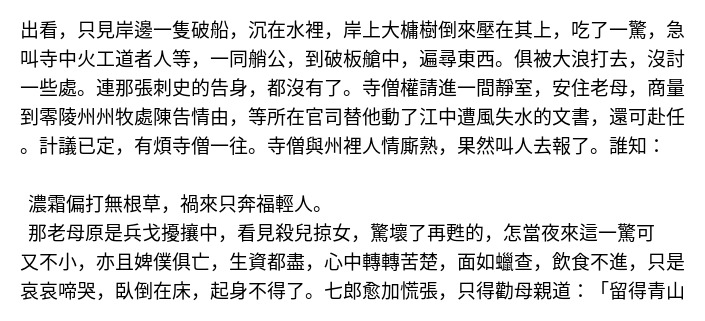 出看，只見岸邊一隻破船，沉在水裡，岸上大槦樹倒來壓在其上，吃了一驚，急
叫寺中火工道者人等，一同艄公，到破板艙中，遍尋東西。俱被大浪打去，沒討
一些處。連那張刺史的告身，都沒有了。寺僧權請進一間靜室，安住老母，商量
到零陵州州牧處陳告情由，等所在官司替他動了江中遭風失水的文書，還可赴任
。計議已定，有煩寺僧一往。寺僧與州裡人情廝熟，果然叫人去報了。誰知：
濃霜偏打無根草，禍來只奔福輕人。
那老母原是兵戈擾攘中，看見殺兒掠女，驚壞了再甦的，怎當夜來這一驚可
又不小，亦且婢僕俱亡，生資都盡，心中轉轉苦楚，面如蠟查，飲食不進，只是
哀哀啼哭，臥倒在床，起身不得了。七郎愈加慌張，只得勸母親道：「留得青山